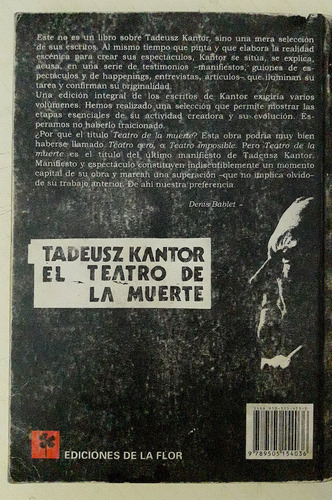 Este no es un libro sobre Tadeusz Kantor, sino una mera selección
de sus escritos. Al mismo tiempo que pinta y que elabora la realidad
escénica para crear sus espectáculos, Kantor se sitúa, se explica,
acusa, en una serie de testimonios –manifiestos, guiones de es-
pectáculos y de happenings, entrevistas, artículos– que iluminan su
tarea y confirman su originalidad.
Una edición integral de los escritos de Kantor exigiría varios
volúmenes. Hemos realizado una selección que permite mostrar las
etapas esenciales de su actividad creadora y su evolución. Es-
peramos no haberlo traicionado.
¿Por qué el título Teatro de la muerte? Esta obra podría muy bien
haberse llamado Teatro cero, o Teatro imposible. Pero Teatro de la
muerte es el título del último manifiesto de Tadeusz Kantor.
Manifiesto y espectáculo constituyen indiscutiblemente un momento
capital de su obra y marcan una superación –que no implica olvido–
de su trabajo anterior. De ahí nuestra preferencia.
Denis Bablet –
TADEUSZ KANTOR
EL TEATRO DE
LA MUERTE
9789505154036
EDICIONES DE LA FLOR